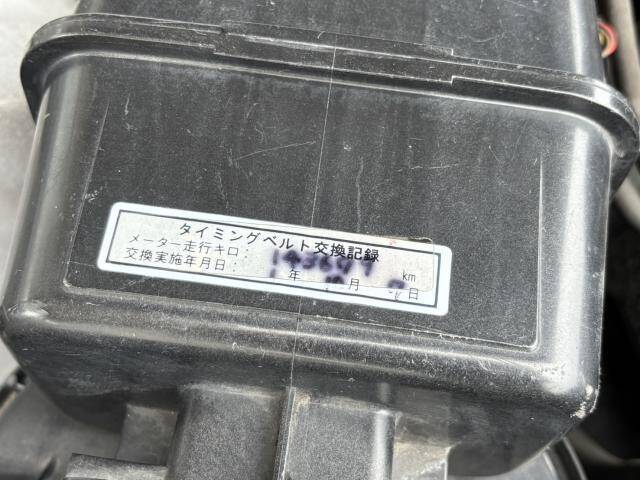 タイミングベルト交換記録
メーター走行キロ： km
交換実施年月日： 年 月 日